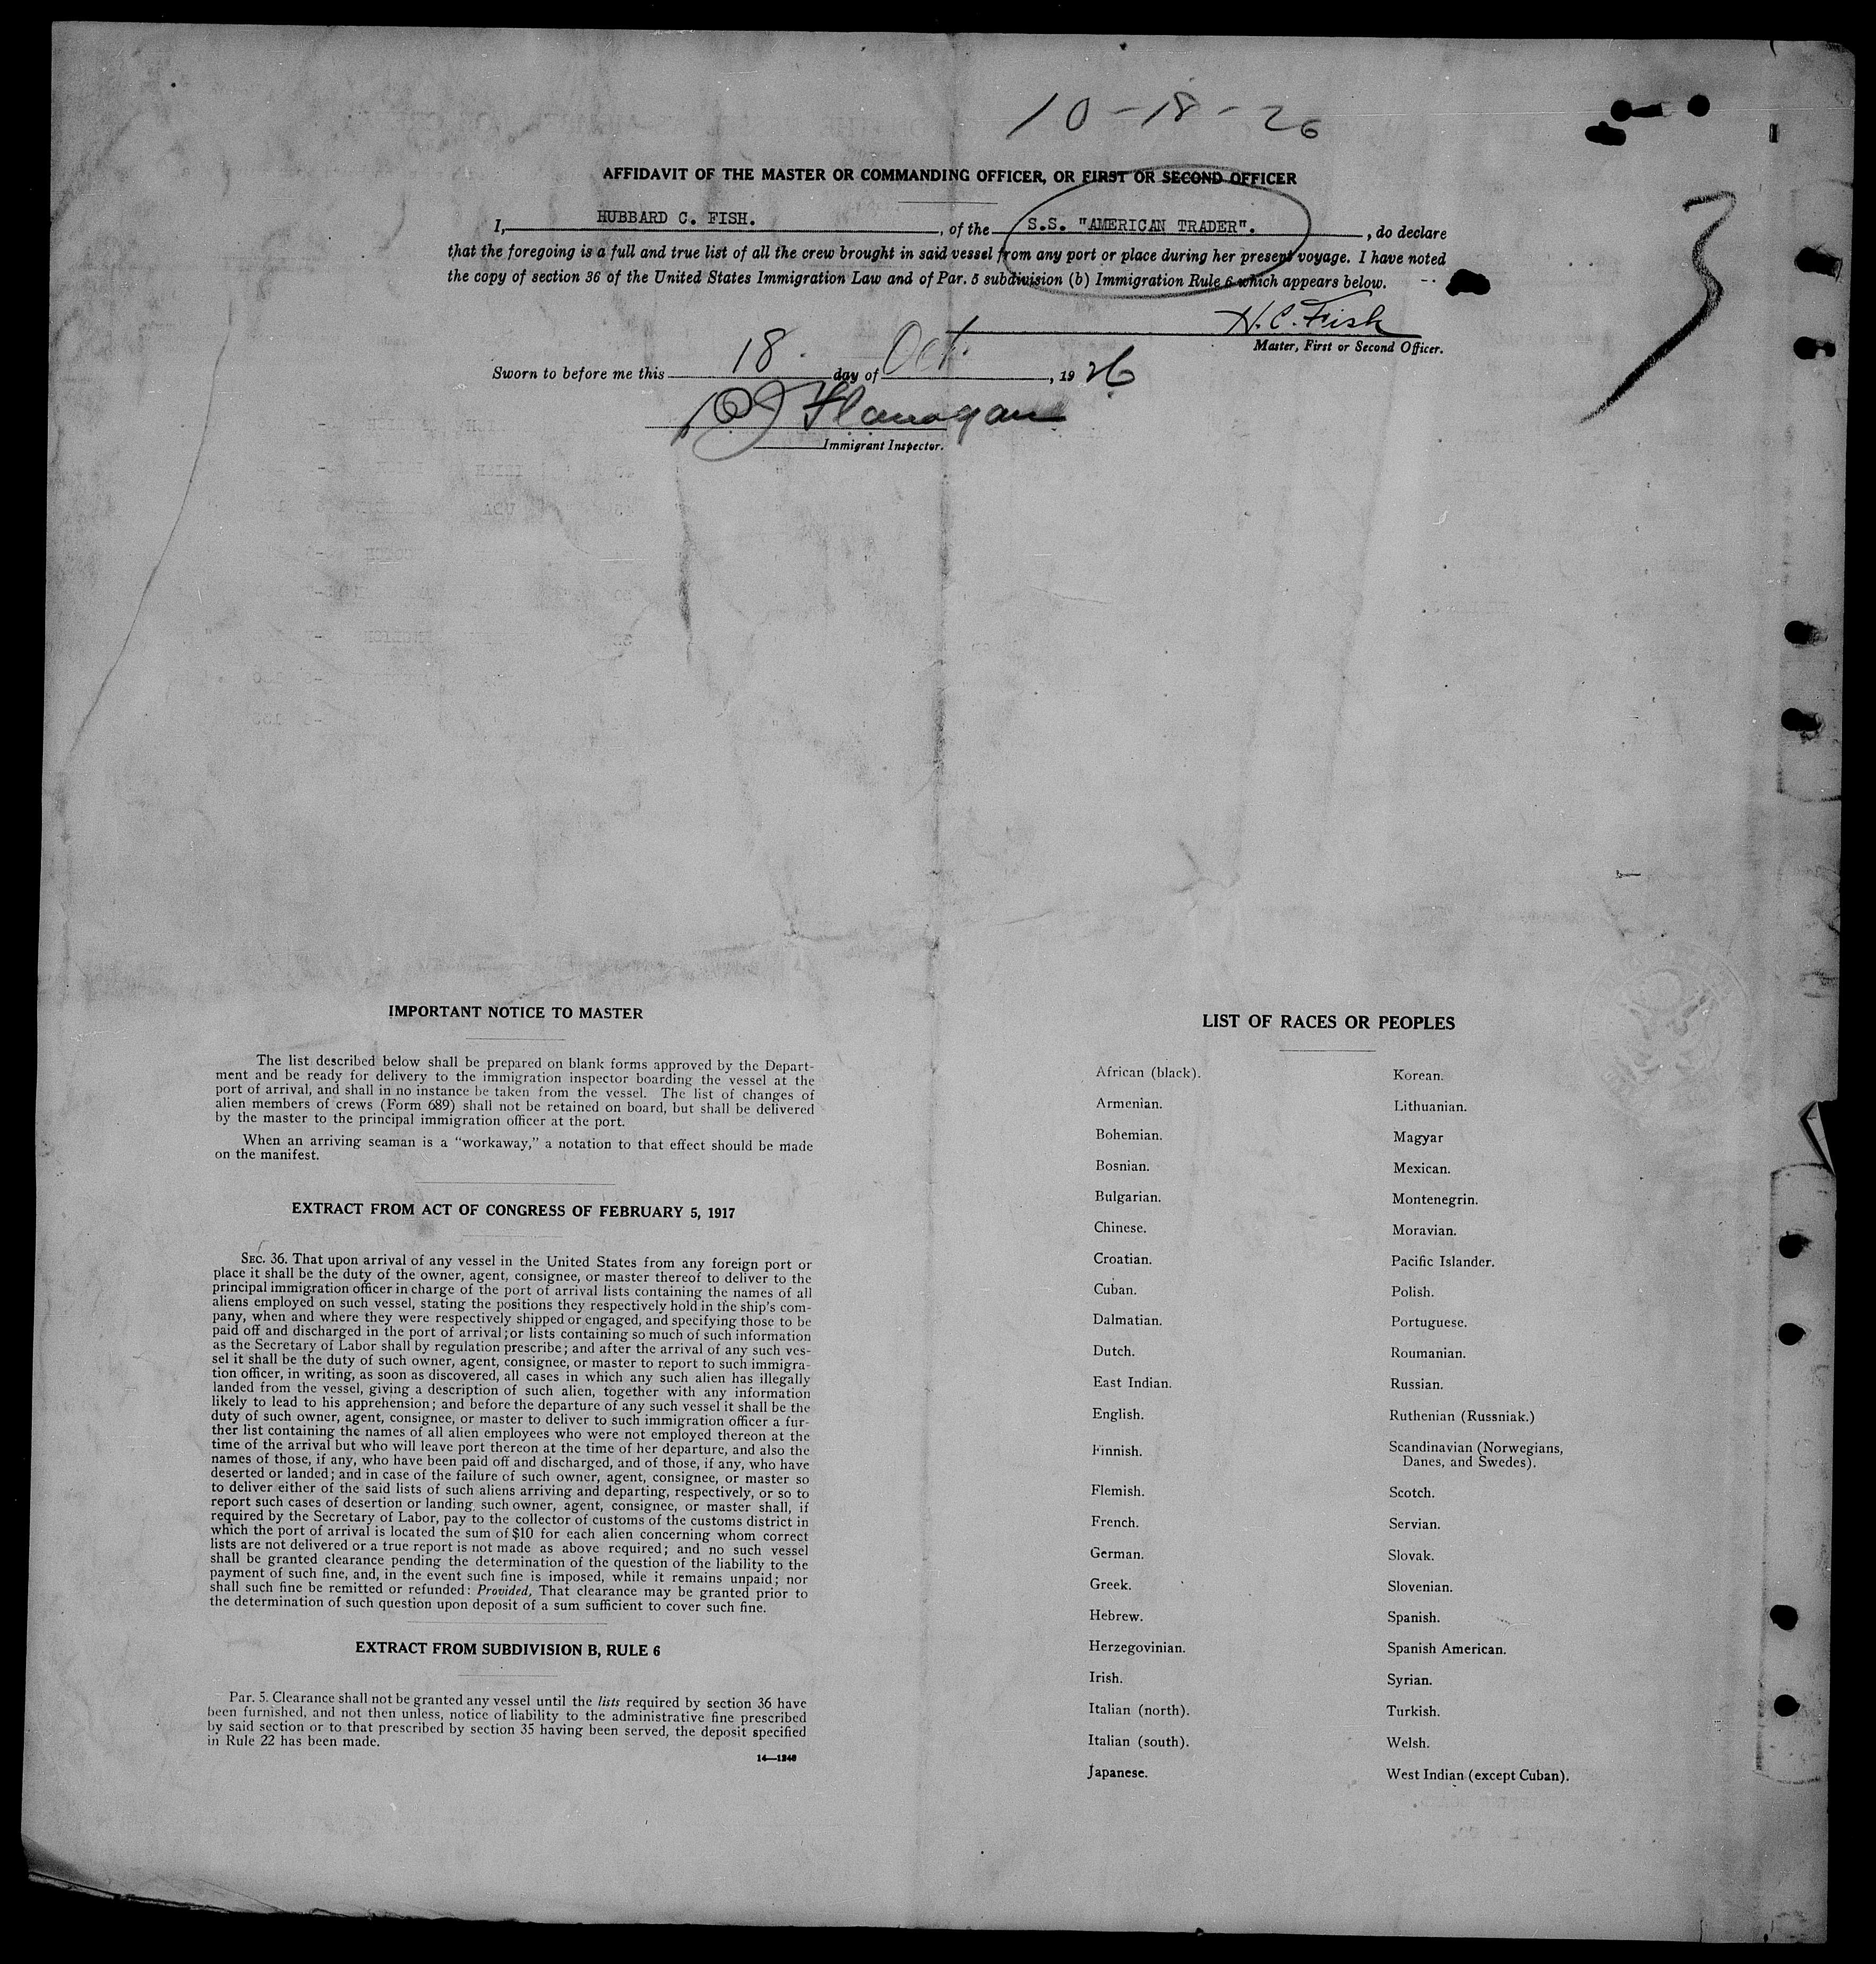 10-18-26
AFFIDAVIT OF THE MASTER OR COMMANDING OFFICER, OR FIRST OR SECOND OFFICER
I, HUBBARD C. FISH. , of the S.S. "AMERICAN TRADER". , do declare
that the foregoing is a full and true list of all the crew brought in said vessel from any port or place during her present voyage. I have noted
the copy of section 36 of the United States Immigration Law and of Par. 5 subdivision (b) Immigration Rule 6 which appears below.
3
H. C. Fish
Master, First or Second Officer.
Sworn to before me this 18. day of Oct. , 19 26
Flanagan
Immigrant Inspector.
IMPORTANT NOTICE TO MASTER
The list described below shall be prepared on blank forms approved by the Depart-
ment and be ready for delivery to the immigration inspector boarding the vessel at the
port of arrival, and shall in no instance be taken from the vessel. The list of changes of
alien members of crews (Form 689) shall not be retained on board, but shall be delivered
by the master to the principal immigration officer at the port.
When an arriving seaman is a "workaway," a notation to that effect should be made
on the manifest.
EXTRACT FROM ACT OF CONGRESS OF FEBRUARY 5, 1917
SEC. 36. That upon arrival of any vessel in the United States from any foreign port or
place it shall be the duty of the owner, agent, consignee, or master thereof to deliver to the
principal immigration officer in charge of the port of arrival lists containing the names of all
aliens employed on such vessel, stating the positions they respectively hold in the ship's com-
pany, when and where they were respectively shipped or engaged, and specifying those to be
paid off and discharged in the port of arrival; or lists containing so much of such information
as the Secretary of Labor shall by regulation prescribe; and after the arrival of any such ves-
sel it shall be the duty of such owner, agent, consignee, or master to report to such immigra-
tion officer, in writing, as soon as discovered, all cases in which any such alien has illegally
landed from the vessel, giving a description of such alien, together with any information
likely to lead to his apprehension; and before the departure of any such vessel it shall be the
duty of such owner, agent, consignee, or master to deliver to such immigration officer a fur-
ther list containing the names of all alien employees who were not employed thereon at the
time of the arrival but who will leave port thereon at the time of her departure, and also the
names of those, if any, who have been paid off and discharged, and of those, if any, who have
deserted or landed; and in case of the failure of such owner, agent, consignee, or master so
to deliver either of the said lists of such aliens arriving and departing, respectively, or so to
report such cases of desertion or landing, such owner, agent, consignee, or master shall, if
required by the Secretary of Labor, pay to the collector of customs of the customs district in
which the port of arrival is located the sum of $10 for each alien concerning whom correct
lists are not delivered or a true report is not made as above required; and no such vessel
shall be granted clearance pending the determination of the question of the liability to the
payment of such fine, and, in the event such fine is imposed, while it remains unpaid; nor
shall such fine be remitted or refunded: Provided, That clearance may be granted prior to
the determination of such question upon deposit of a sum sufficient to cover such fine.
EXTRACT FROM SUBDIVISION B, RULE 6
Par. 5. Clearance shall not be granted any vessel until the lists required by section 36 have
been furnished, and not then unless, notice of liability to the administrative fine prescribed
by said section or to that prescribed by section 35 having been served, the deposit specified
in Rule 22 has been made.
14—1240
LIST OF RACES OR PEOPLES
African (black).
Armenian.
Bohemian.
Bosnian.
Bulgarian.
Chinese.
Croatian.
Cuban.
Dalmatian.
Dutch.
East Indian.
English.
Finnish.
Flemish.
French.
German.
Greek.
Hebrew.
Herzegovinian.
Irish.
Italian (north).
Italian (south).
Japanese.
Korean.
Lithuanian.
Magyar
Mexican.
Montenegrin.
Moravian.
Pacific Islander.
Polish.
Portuguese.
Roumanian.
Russian.
Ruthenian (Russniak.)
Scandinavian (Norwegians,
Danes, and Swedes).
Scotch.
Servian.
Slovak.
Slovenian.
Spanish.
Spanish American.
Syrian.
Turkish.
Welsh.
West Indian (except Cuban).